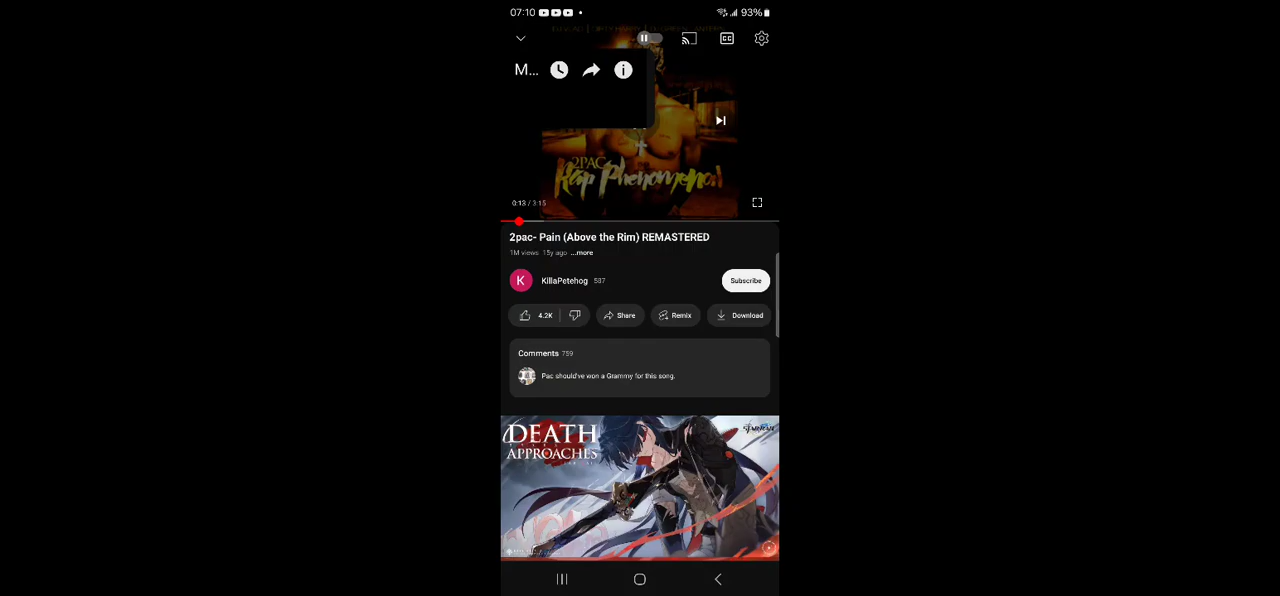 07:10
93%
CC
M...
2PAC
Rap Phenomenon
0:13 / 3:15
2pac- Pain (Above the Rim) REMASTERED
1M views 15y ago ...more
K
KillaPetehog 587
Subscribe
4.2K
Share
Remix
Download
Comments 759
Pac should've won a Grammy for this song.
DEATH
APPROACHES